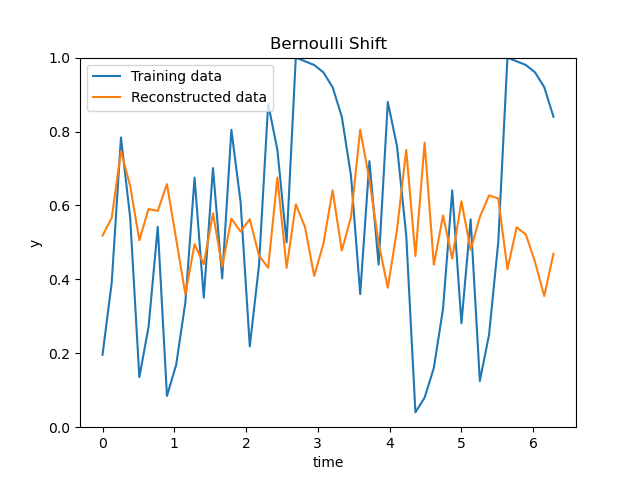 Bernoulli Shift
Training data
Reconstructed data
y
1.0
0.8
0.6
0.4
0.2
0.0
0 1 2 3 4 5 6
time